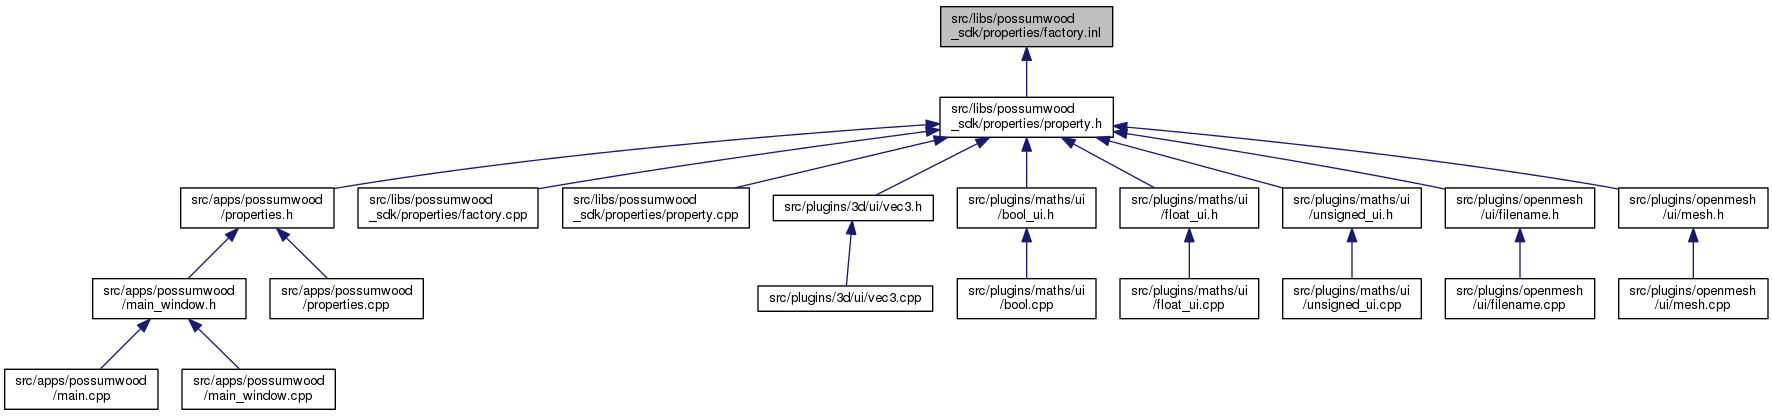 src/libs/possumwood
_sdk/properties/factory.inl
src/libs/possumwood
_sdk/properties/property.h
src/apps/possumwood
/properties.h
src/libs/possumwood
_sdk/properties/factory.cpp
src/libs/possumwood
_sdk/properties/property.cpp
src/plugins/3d/ui/vec3.h
src/plugins/maths/ui
/bool_ui.h
src/plugins/maths/ui
/float_ui.h
src/plugins/maths/ui
/unsigned_ui.h
src/plugins/openmesh
/ui/filename.h
src/plugins/openmesh
/ui/mesh.h
src/apps/possumwood
/main_window.h
src/apps/possumwood
/properties.cpp
src/plugins/3d/ui/vec3.cpp
src/plugins/maths/ui
/bool.cpp
src/plugins/maths/ui
/float_ui.cpp
src/plugins/maths/ui
/unsigned_ui.cpp
src/plugins/openmesh
/ui/filename.cpp
src/plugins/openmesh
/ui/mesh.cpp
src/apps/possumwood
/main.cpp
src/apps/possumwood
/main_window.cpp